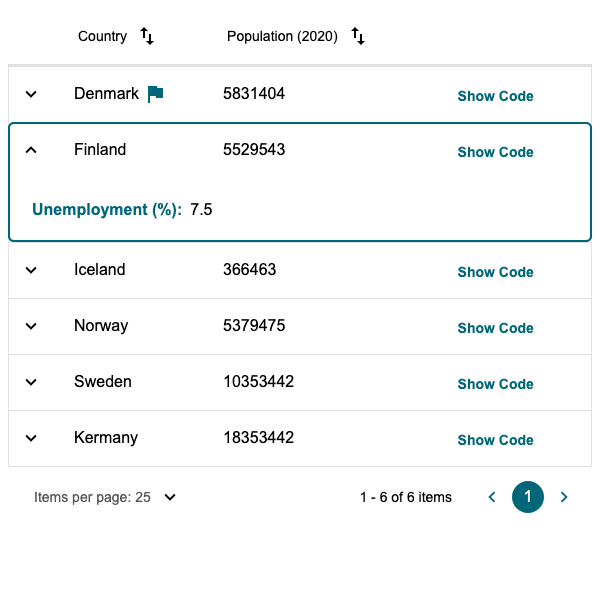 Country Population (2020)
Denmark 5831404 Show Code
Finland 5529543 Show Code
Unemployment (%): 7.5
Iceland 366463 Show Code
Norway 5379475 Show Code
Sweden 10353442 Show Code
Kermany 18353442 Show Code
Items per page: 25 1 - 6 of 6 items 1